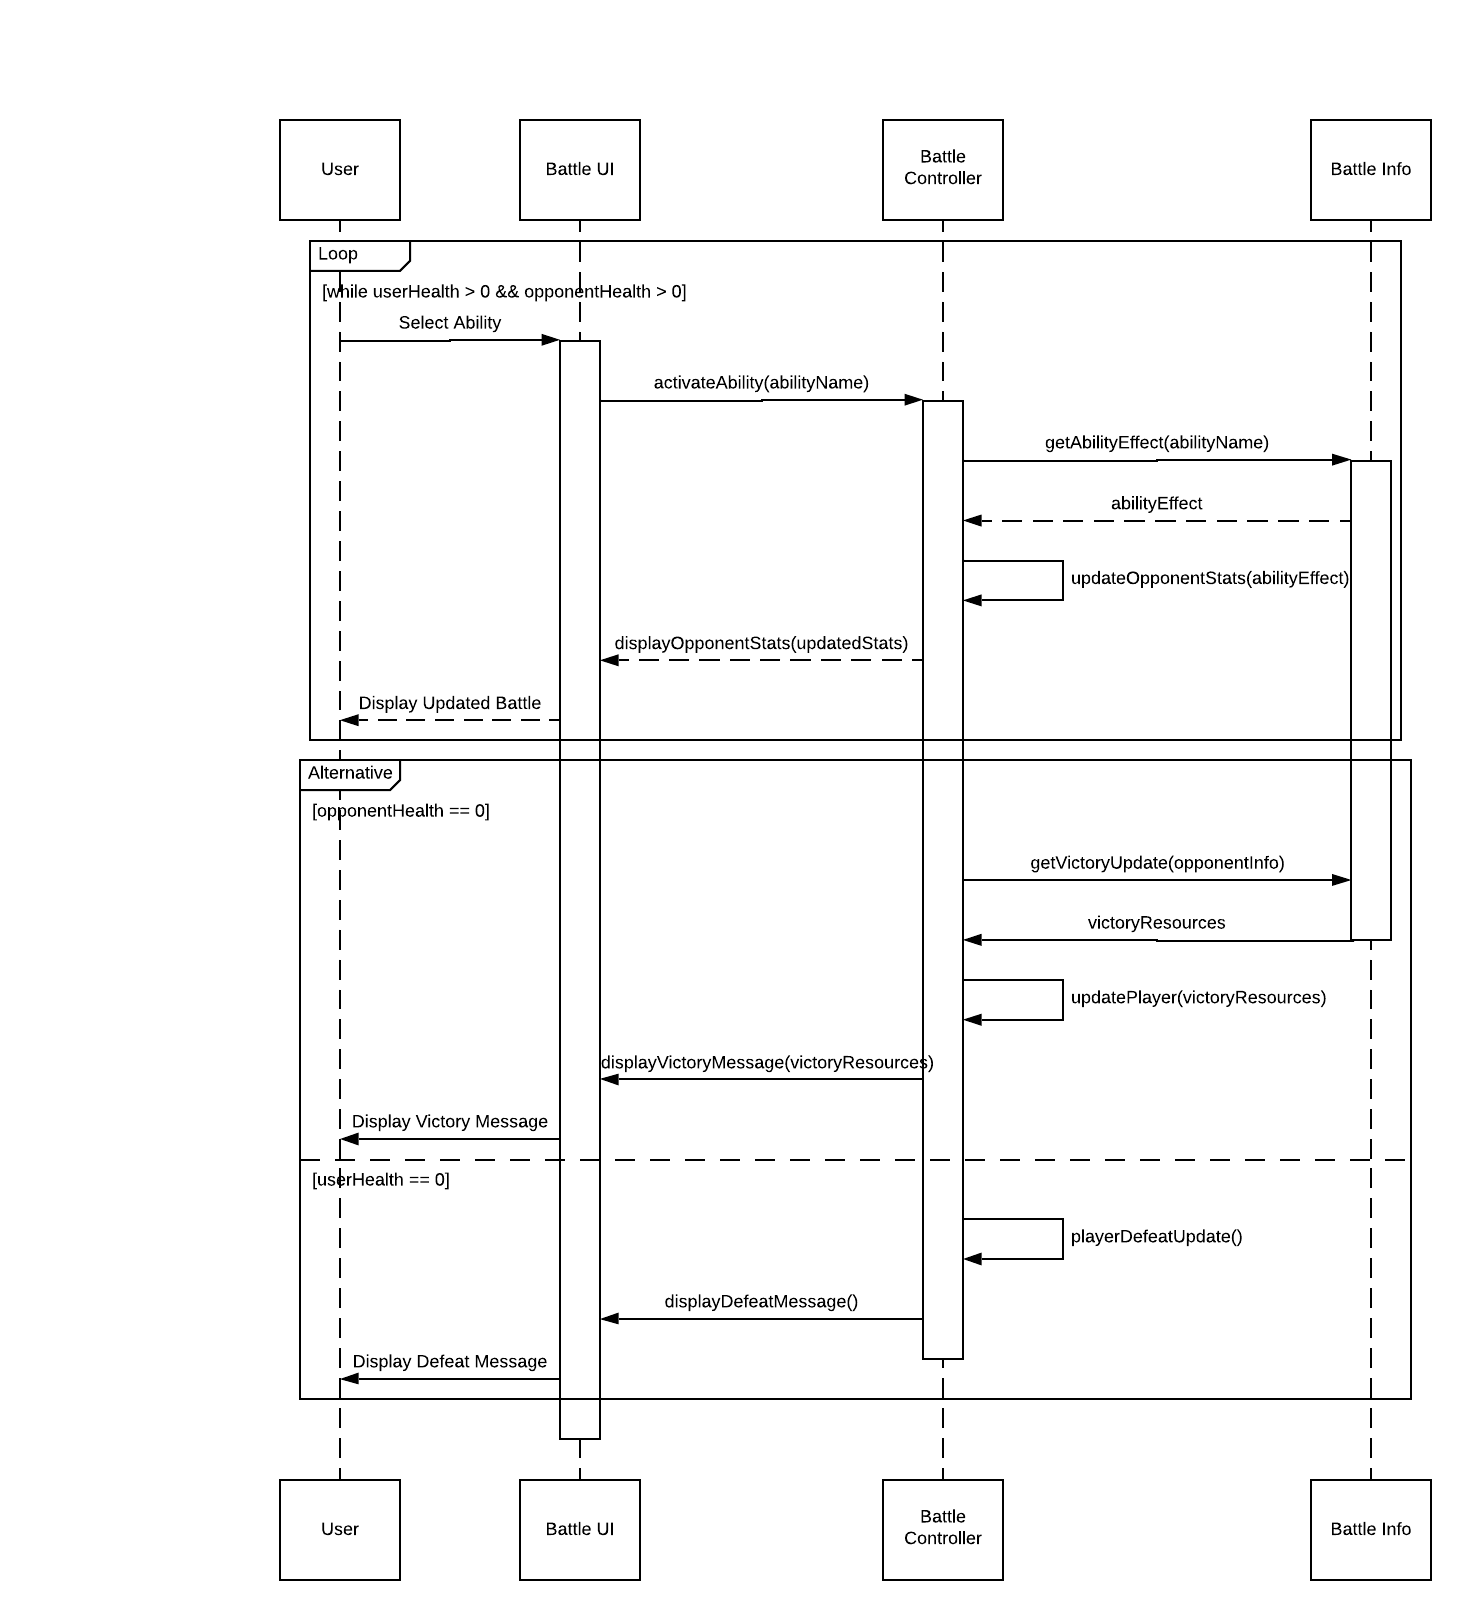 User
Battle UI
Battle
Controller
Battle Info
Loop
[while userHealth > 0 && opponentHealth > 0]
Select Ability
activateAbility(abilityName)
getAbilityEffect(abilityName)
abilityEffect
updateOpponentStats(abilityEffect)
displayOpponentStats(updatedStats)
Display Updated Battle
Alternative
[opponentHealth == 0]
getVictoryUpdate(opponentInfo)
victoryResources
updatePlayer(victoryResources)
displayVictoryMessage(victoryResources)
Display Victory Message
[userHealth == 0]
playerDefeatUpdate()
displayDefeatMessage()
Display Defeat Message
User
Battle UI
Battle
Controller
Battle Info